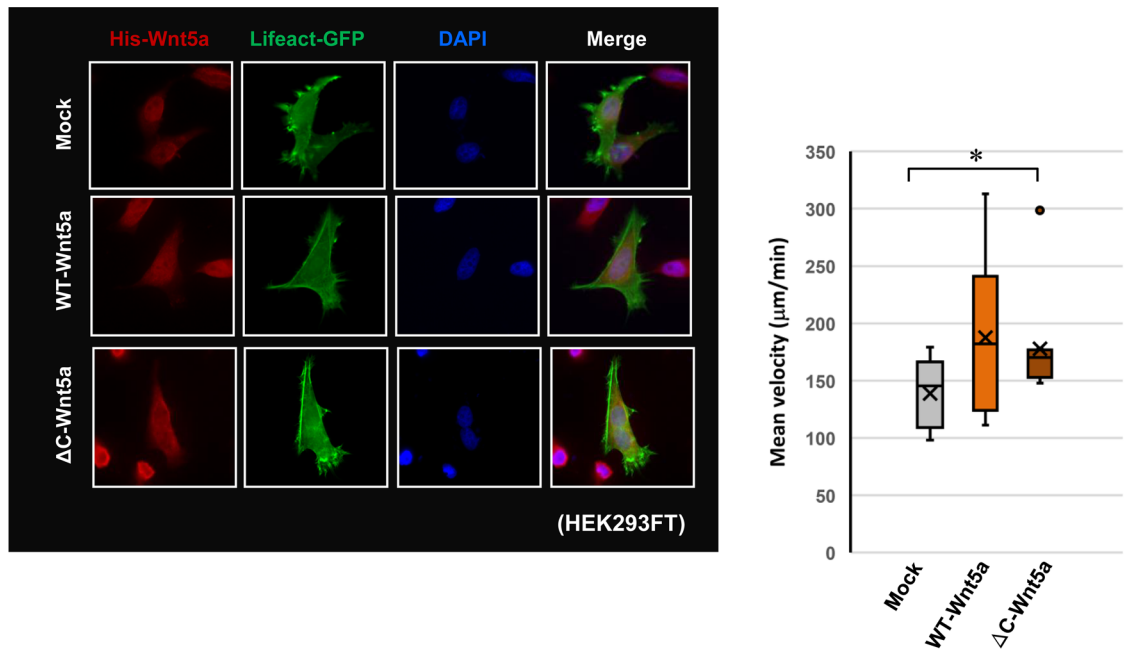 His-Wnt5a Lifeact-GFP DAPI Merge
Mock
WT-Wnt5a
ΔC-Wnt5a
(HEK293FT)
Mean velocity (μm/min)
350
300
250
200
150
100
50
0
*
Mock
WT-Wnt5a
ΔC-Wnt5a